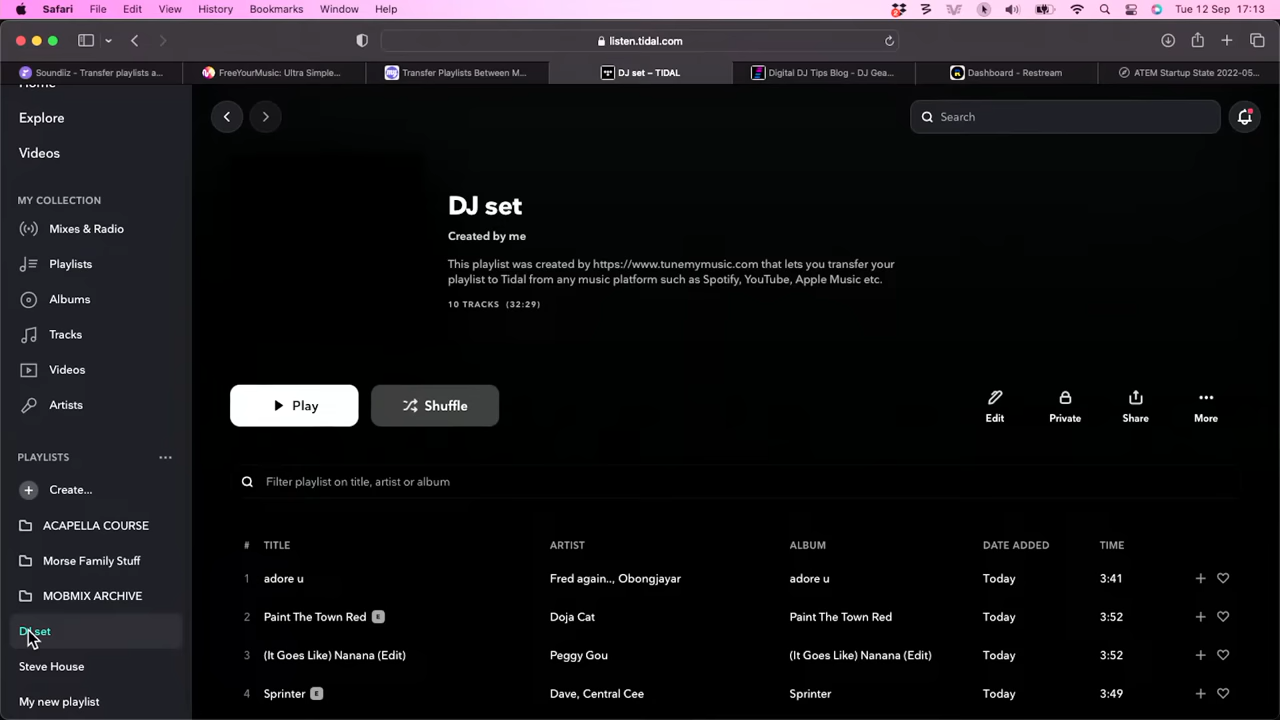 Safari File Edit View History Bookmarks Window Help Tue 12 Sep 17:13
listen.tidal.com
Soundiiz - Transfer playlists a... FreeYourMusic: Ultra Simple... Transfer Playlists Between M... DJ set – TIDAL Digital DJ Tips Blog - DJ Gea... Dashboard - Restream ATEM Startup State 2022-05...
Home
Explore
Videos
MY COLLECTION
Mixes & Radio
Playlists
Albums
Tracks
Videos
Artists
PLAYLISTS
Create...
ACAPELLA COURSE
Morse Family Stuff
MOBMIX ARCHIVE
DJ set
Steve House
My new playlist
Search
DJ set
Created by me
This playlist was created by https://www.tunemymusic.com that lets you transfer your
playlist to Tidal from any music platform such as Spotify, YouTube, Apple Music etc.
10 TRACKS (32:29)
Play Shuffle Edit Private Share More
Filter playlist on title, artist or album
# TITLE ARTIST ALBUM DATE ADDED TIME
1 adore u Fred again.., Obongjayar adore u Today 3:41
2 Paint The Town Red E Doja Cat Paint The Town Red Today 3:52
3 (It Goes Like) Nanana (Edit) Peggy Gou (It Goes Like) Nanana (Edit) Today 3:52
4 Sprinter E Dave, Central Cee Sprinter Today 3:49